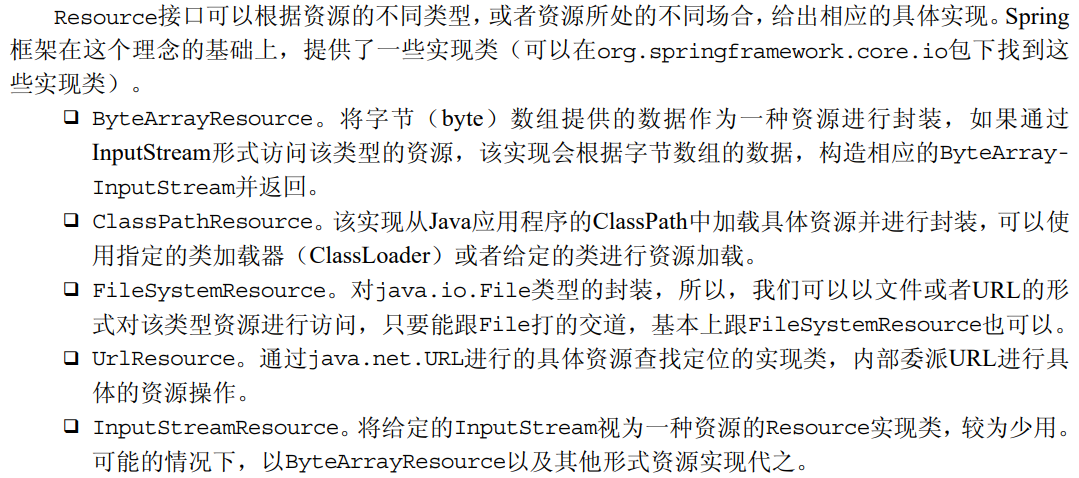 Resource接口可以根据资源的不同类型，或者资源所处的不同场合，给出相应的具体实现。Spring
框架在这个理念的基础上，提供了一些实现类（可以在org.springframework.core.io包下找到这
些实现类）。
❑ ByteArrayResource。将字节（byte）数组提供的数据作为一种资源进行封装，如果通过
InputStream形式访问该类型的资源，该实现会根据字节数组的数据，构造相应的ByteArray-
InputStream并返回。
❑ ClassPathResource。该实现从Java应用程序的ClassPath中加载具体资源并进行封装，可以使
用指定的类加载器（ClassLoader）或者给定的类进行资源加载。
❑ FileSystemResource。对java.io.File类型的封装，所以，我们可以以文件或者URL的形
式对该类型资源进行访问，只要能跟File打的交道，基本上跟FileSystemResource也可以。
❑ UrlResource。通过java.net.URL进行的具体资源查找定位的实现类，内部委派URL进行具
体的资源操作。
❑ InputStreamResource。将给定的InputStream视为一种资源的Resource实现类，较为少用。
可能的情况下，以ByteArrayResource以及其他形式资源实现代之。